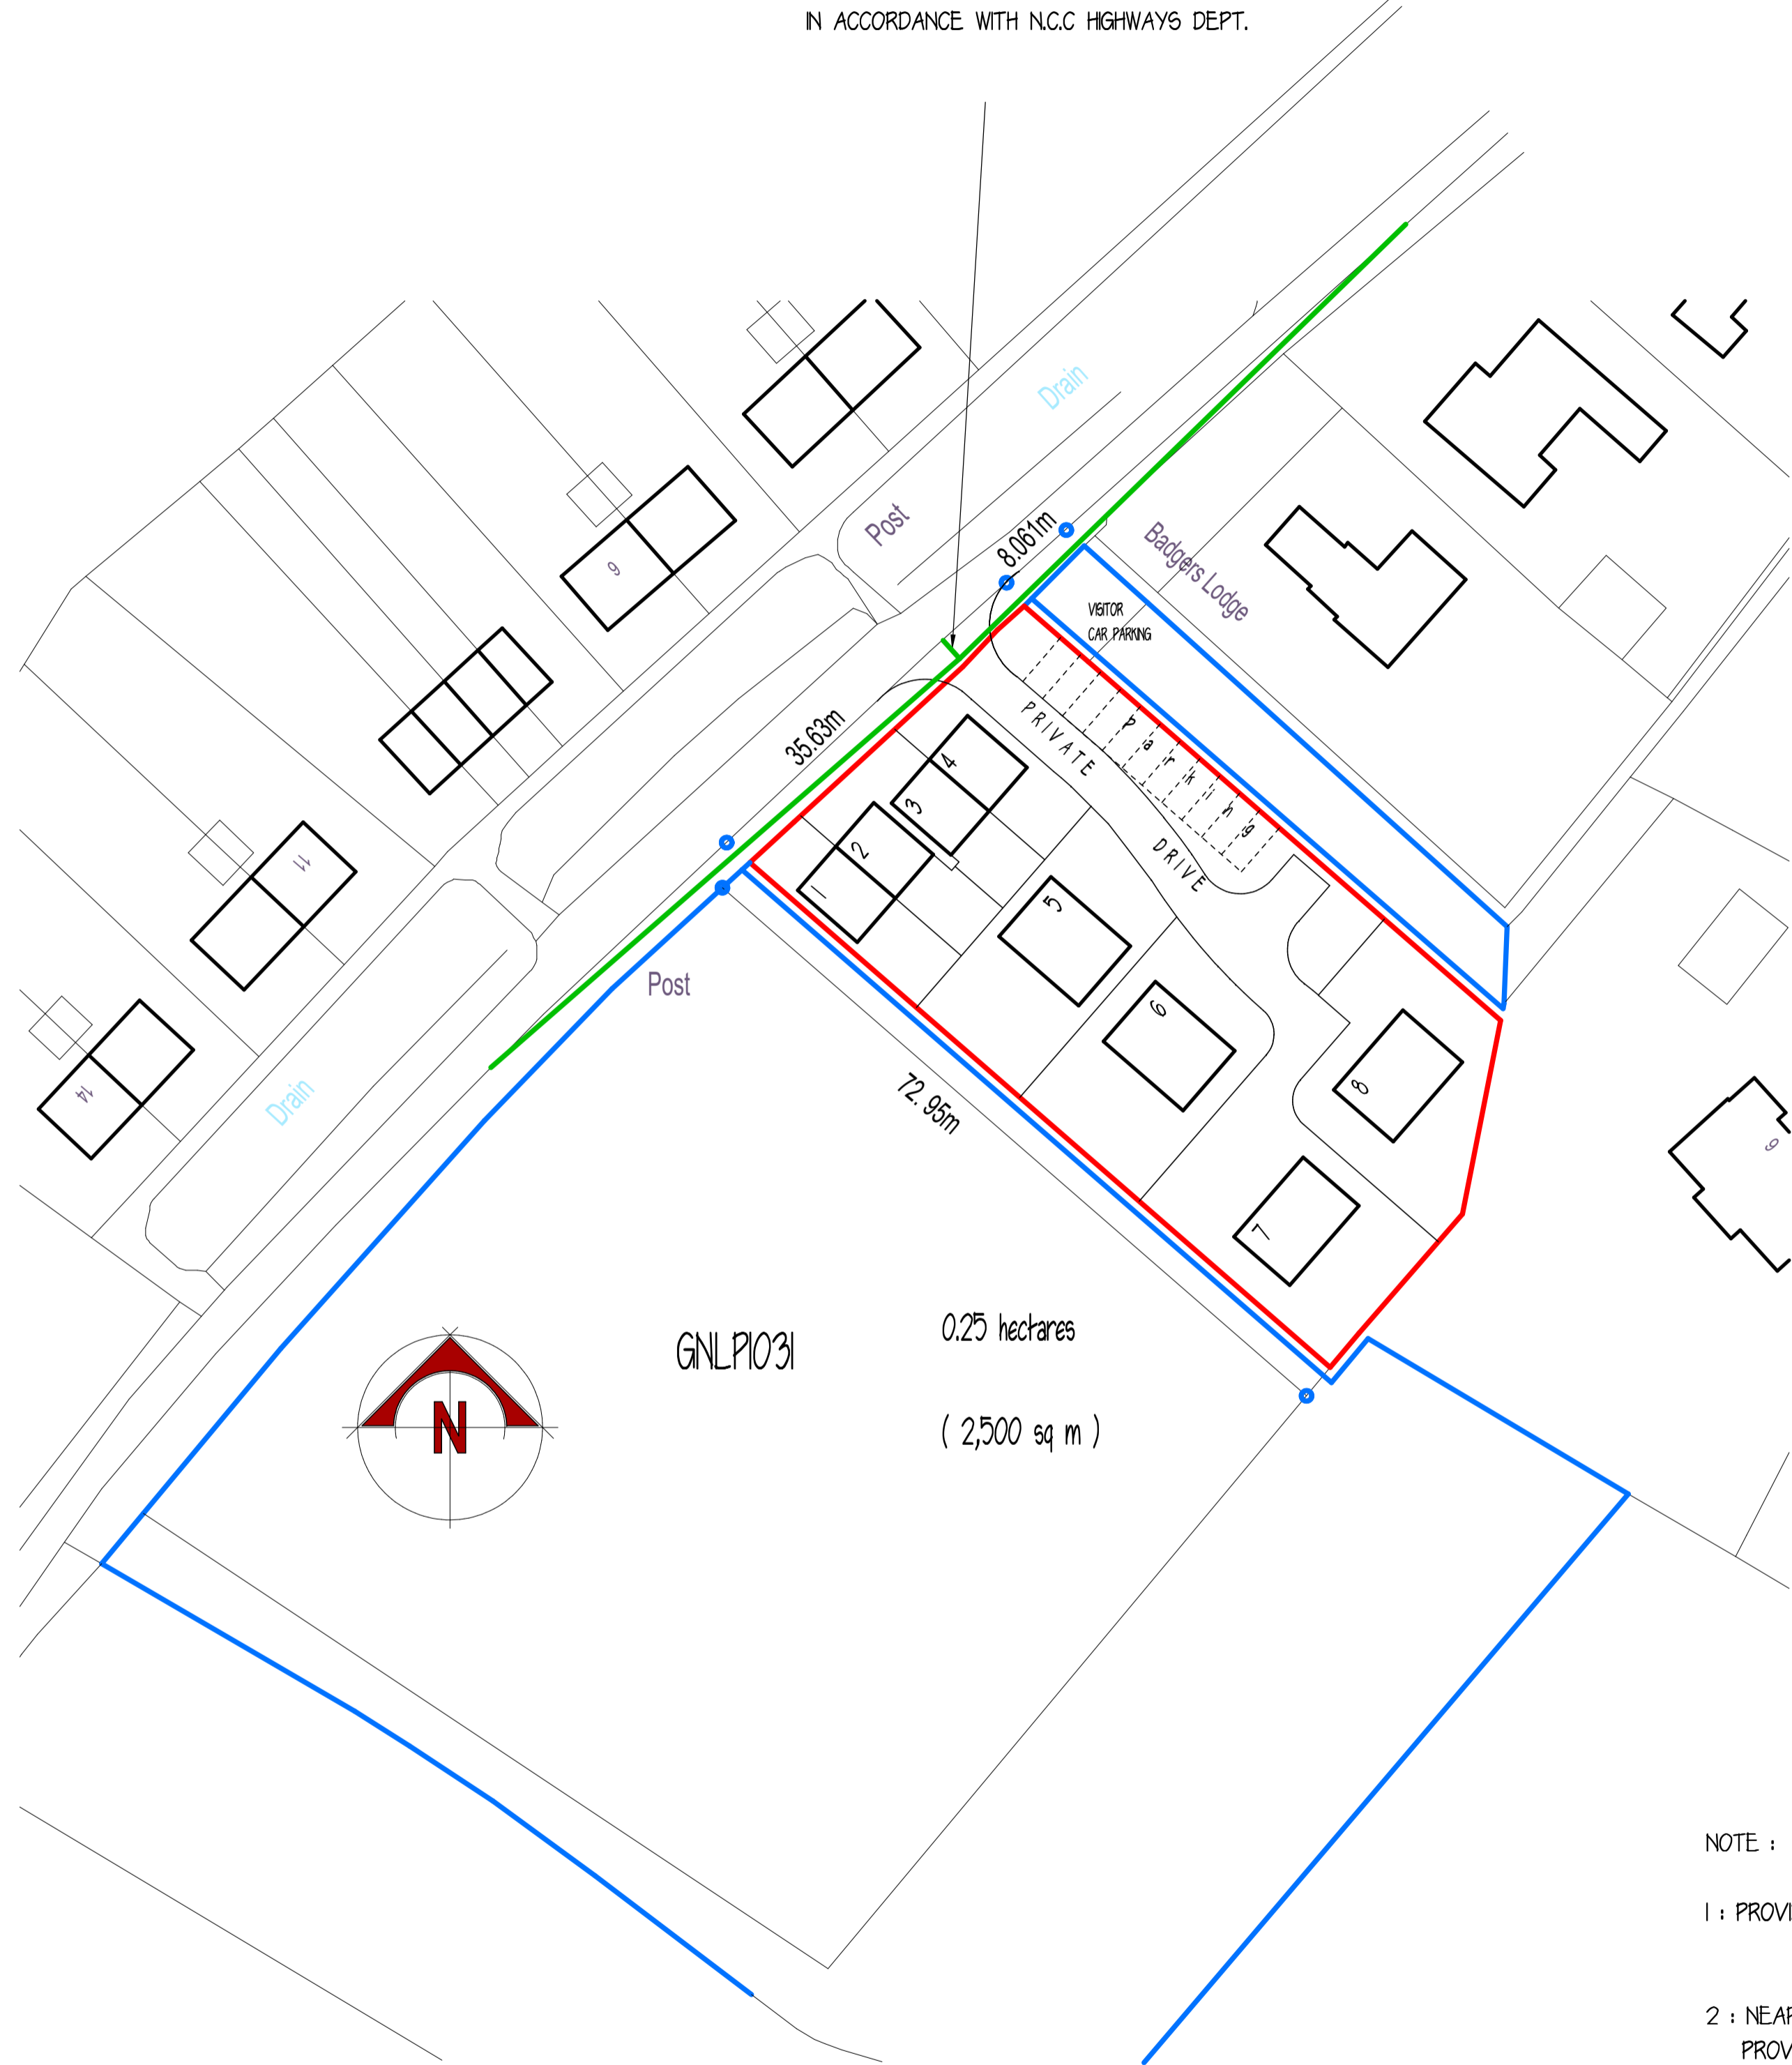 IN ACCORDANCE WITH N.C.C HIGHWAYS DEPT.
Drain
Post
8.061m
Badgers Lodge
VISITOR
CAR PARKING
9
PRIVATE
DRIVE
Parking
35.63m
4
3
2
1
5
6
8
7
11
14
Post
Drain
72.95m
9
0.25 hectares
GNLP1031
( 2,500 sq m )
N
NOTE :
1 : PROVI
2 : NEAR
PROV